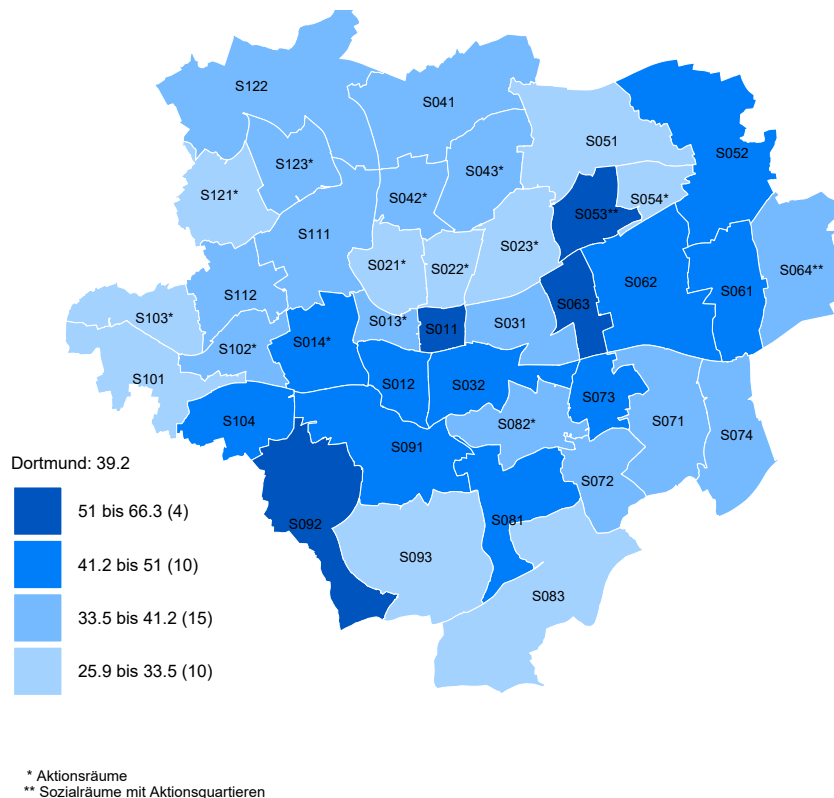 S122
S041
S051
S052
S123*
S043*
S121*
S042*
S054*
S053**
S111
S023*
S021*
S022*
S064**
S062
S061
S112
S063
S103*
S013*
S031
S011
S014*
S102*
S101
S012
S032
S073
S104
S082*
S071
S074
S091
Dortmund: 39.2
S072
51 bis 66.3 (4)
S092
S081
S093
41.2 bis 51 (10)
S083
33.5 bis 41.2 (15)
25.9 bis 33.5 (10)
* Aktionsräume
** Sozialräume mit Aktionsquartieren